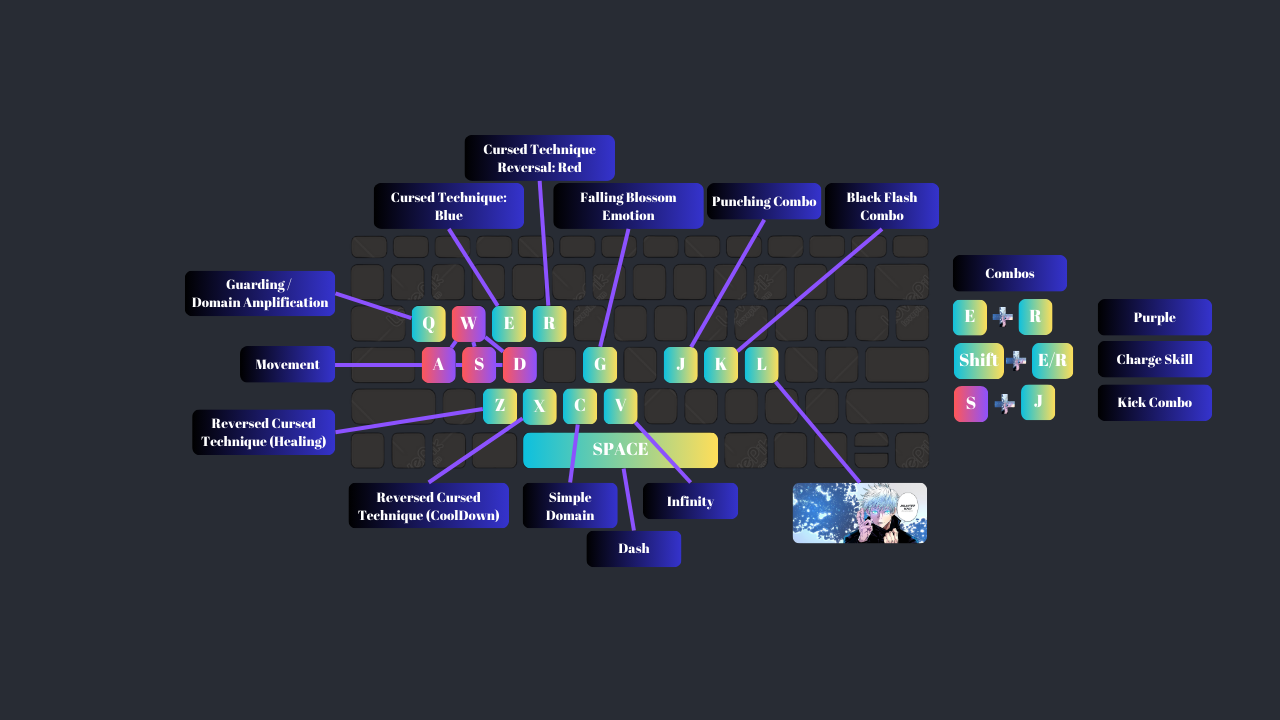 Cursed Technique
Reversal: Red
Cursed Technique:
Blue
Falling Blossom
Emotion
Punching Combo
Black Flash
Combo
Guarding /
Domain Amplification
Movement
Reversed Cursed
Technique (Healing)
Q
W
E
R
A
S
D
G
J
K
L
Z
X
C
V
SPACE
Reversed Cursed
Technique (CoolDown)
Simple
Domain
Infinity
Dash
Combos
E
R
Purple
Shift
E/R
Charge Skill
S
J
Kick Combo